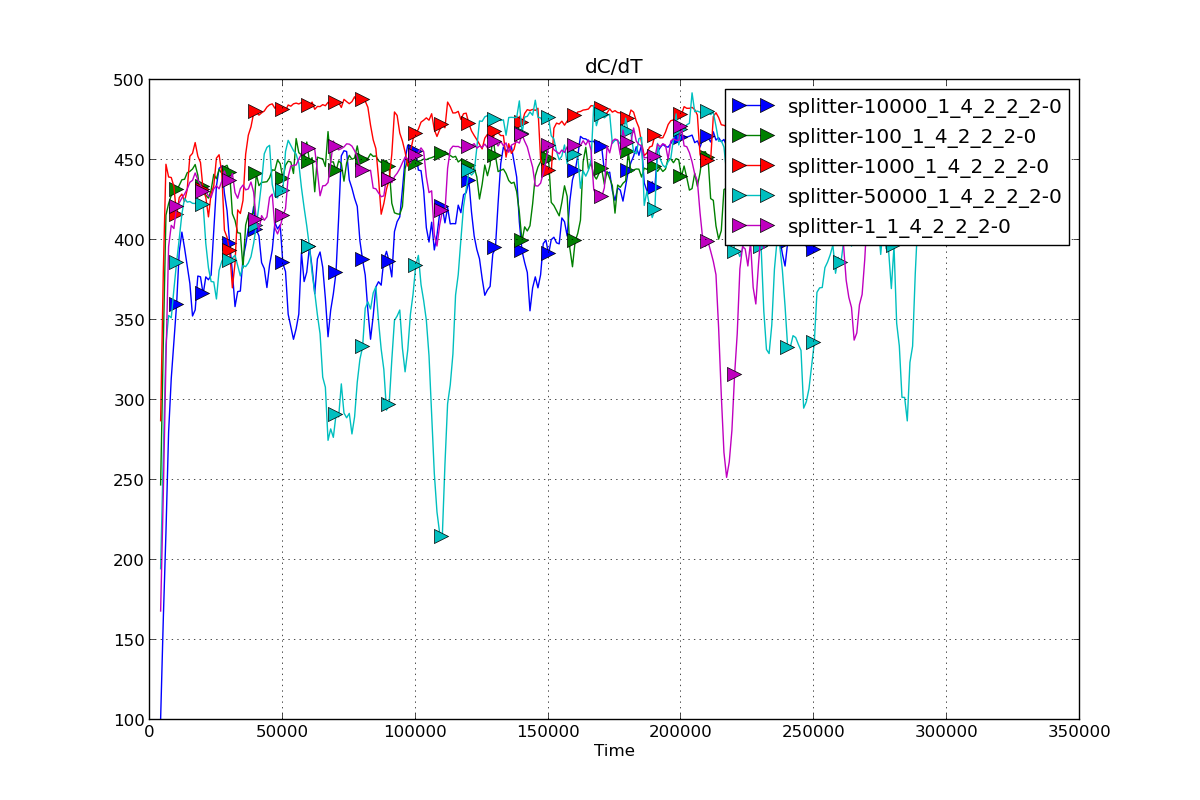 dC/dT
500
450
400
350
300
250
200
150
100
0
50000
100000
150000
200000
250000
300000
350000
Time
splitter-10000_1_4_2_2_2-0
splitter-100_1_4_2_2_2-0
splitter-1000_1_4_2_2_2-0
splitter-50000_1_4_2_2_2-0
splitter-1_1_4_2_2_2-0